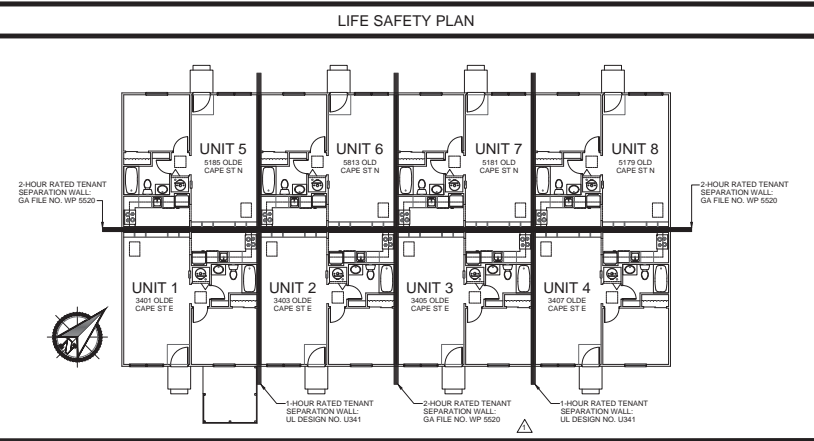 LIFE SAFETY PLAN
UNIT 5
5185 OLDE
CAPE ST N
UNIT 6
5813 OLD
CAPE ST N
UNIT 7
5181 OLD
CAPE ST N
UNIT 8
5179 OLD
CAPE ST N
2-HOUR RATED TENANT
SEPARATION WALL:
GA FILE NO. WP 5520
2-HOUR RATED TENANT
SEPARATION WALL:
GA FILE NO. WP 5520
UNIT 1
3401 OLDE
CAPE ST E
UNIT 2
3403 OLDE
CAPE ST E
UNIT 3
3405 OLDE
CAPE ST E
UNIT 4
3407 OLDE
CAPE ST E
N
1-HOUR RATED TENANT
SEPARATION WALL:
UL DESIGN NO. U341
2-HOUR RATED TENANT
SEPARATION WALL:
GA FILE NO. WP 5520
1-HOUR RATED TENANT
SEPARATION WALL:
UL DESIGN NO. U341
1